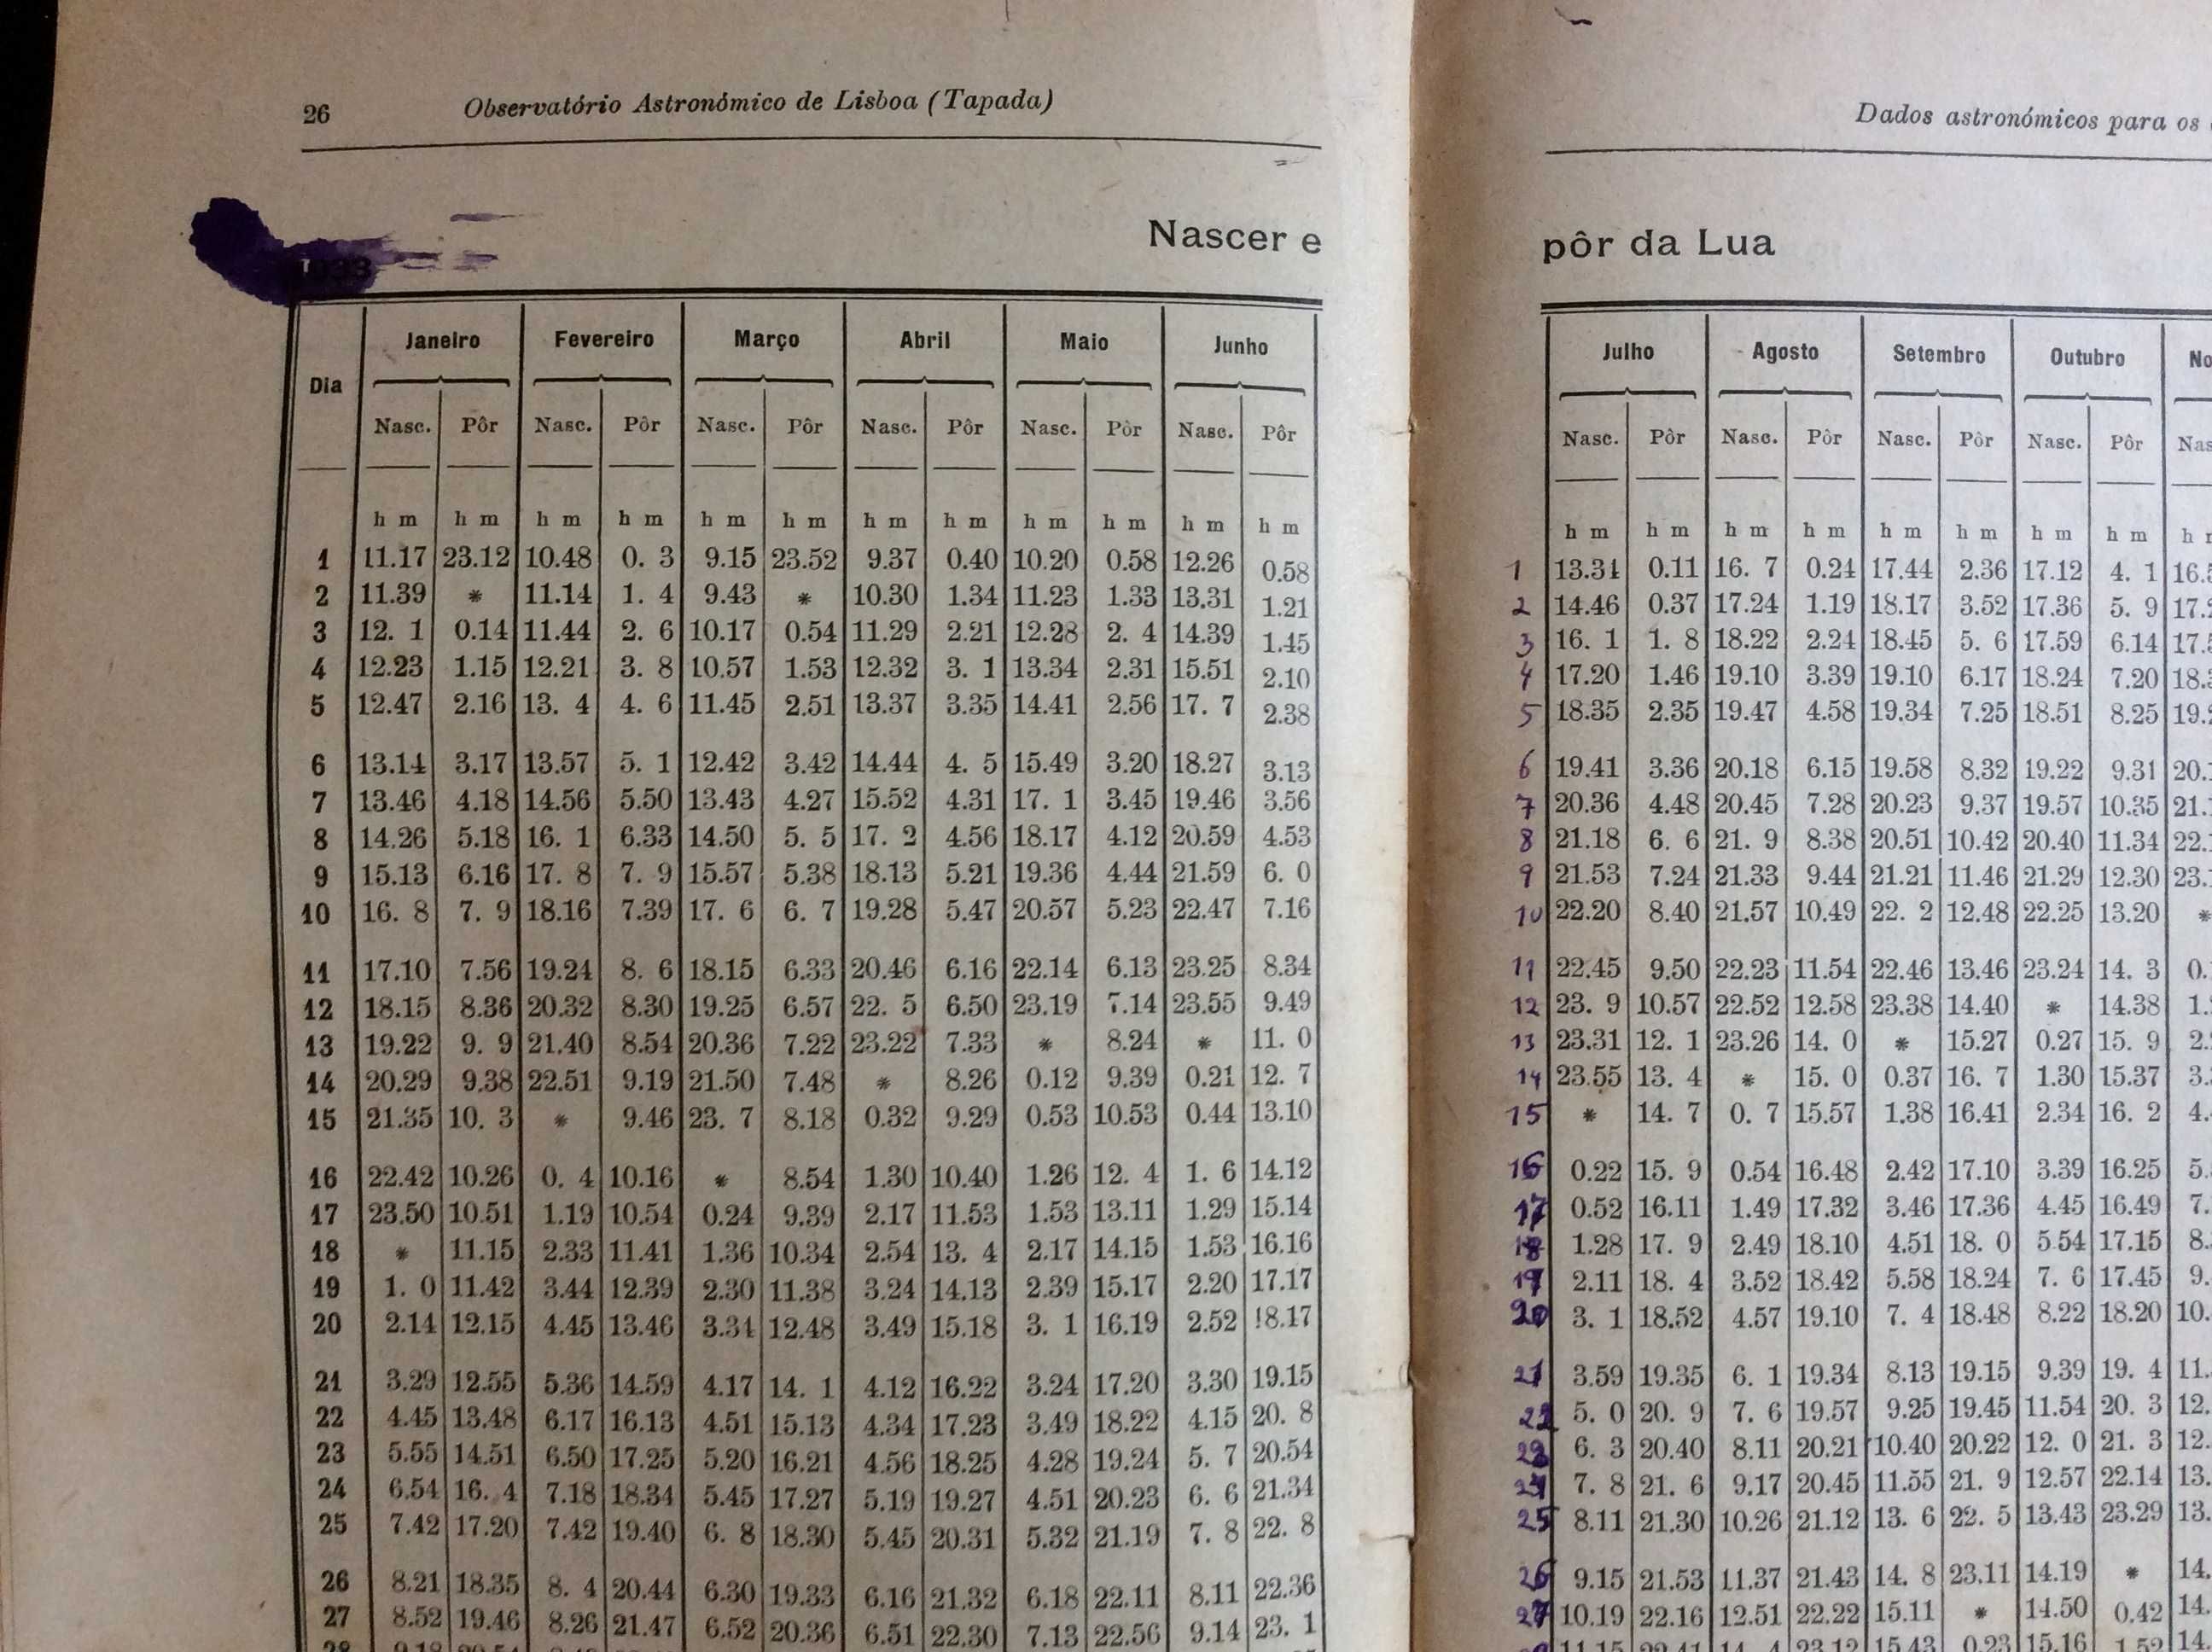 26 Observatório Astronómico de Lisboa (Tapada)
Nascer e
Janeiro Fevereiro Março Abril Maio Junho
Dia
Nasc. Pôr Nasc. Pôr Nasc. Pôr Nasc. Pôr Nasc. Pôr Nasc. Pôr
h m h m h m h m h m h m h m h m h m h m h m h m
1 11.17 23.12 10.48 0. 3 9.15 23.52 9.37 0.40 10.20 0.58 12.26 0.58
2 11.39 * 11.14 1. 4 9.43 * 10.30 1.34 11.23 1.33 13.31 1.21
3 12. 1 0.14 11.44 2. 6 10.17 0.54 11.29 2.21 12.28 2. 4 14.39 1.45
4 12.23 1.15 12.21 3. 8 10.57 1.53 12.32 3. 1 13.34 2.31 15.51 2.10
5 12.47 2.16 13. 4 4. 6 11.45 2.51 13.37 3.35 14.41 2.56 17. 7 2.38
6 13.14 3.17 13.57 5. 1 12.42 3.42 14.44 4. 5 15.49 3.20 18.27 3.13
7 13.46 4.18 14.56 5.50 13.43 4.27 15.52 4.31 17. 1 3.45 19.46 3.56
8 14.26 5.18 16. 1 6.33 14.50 5. 5 17. 2 4.56 18.17 4.12 20.59 4.53
9 15.13 6.16 17. 8 7. 9 15.57 5.38 18.13 5.21 19.36 4.44 21.59 6. 0
10 16. 8 7. 9 18.16 7.39 17. 6 6. 7 19.28 5.47 20.57 5.23 22.47 7.16
11 17.10 7.56 19.24 8. 6 18.15 6.33 20.46 6.16 22.14 6.13 23.25 8.34
12 18.15 8.36 20.32 8.30 19.25 6.57 22. 5 6.50 23.19 7.14 23.55 9.49
13 19.22 9. 9 21.40 8.54 20.36 7.22 23.22 7.33 * 8.24 * 11. 0
14 20.29 9.38 22.51 9.19 21.50 7.48 * 8.26 0.12 9.39 0.21 12. 7
15 21.35 10. 3 * 9.46 23. 7 8.18 0.32 9.29 0.53 10.53 0.44 13.10
16 22.42 10.26 0. 4 10.16 * 8.54 1.30 10.40 1.26 12. 4 1. 6 14.12
17 23.50 10.51 1.19 10.54 0.24 9.39 2.17 11.53 1.53 13.11 1.29 15.14
18 * 11.15 2.33 11.41 1.36 10.34 2.54 13. 4 2.17 14.15 1.53 16.16
19 1. 0 11.42 3.44 12.39 2.30 11.38 3.24 14.13 2.39 15.17 2.20 17.17
20 2.14 12.15 4.45 13.46 3.34 12.48 3.49 15.18 3. 1 16.19 2.52 18.17
21 3.29 12.55 5.36 14.59 4.17 14. 1 4.12 16.22 3.24 17.20 3.30 19.15
22 4.45 13.48 6.17 16.13 4.51 15.13 4.34 17.23 3.49 18.22 4.15 20. 8
23 5.55 14.51 6.50 17.25 5.20 16.21 4.56 18.25 4.28 19.24 5. 7 20.54
24 6.54 16. 4 7.18 18.34 5.45 17.27 5.19 19.27 4.51 20.23 6. 6 21.34
25 7.42 17.20 7.42 19.40 6. 8 18.30 5.45 20.31 5.32 21.19 7. 8 22. 8
26 8.21 18.35 8. 4 20.44 6.30 19.33 6.16 21.32 6.18 22.11 8.11 22.36
27 8.52 19.46 8.26 21.47 6.52 20.36 6.51 22.30 7.13 22.56 9.14 23. 1
Dados astronómicos para os
pôr da Lua
Julho Agosto Setembro Outubro
Nasc. Pôr Nasc. Pôr Nasc. Pôr Nasc. Pôr
h m h m h m h m h m h m h m h m h
1 13.31 0.11 16. 7 0.24 17.44 2.36 17.12 4. 1
2 14.46 0.37 17.24 1.19 18.17 3.52 17.36 5. 9
3 16. 1 1. 8 18.22 2.24 18.45 5. 6 17.59 6.14
4 17.20 1.46 19.10 3.39 19.10 6.17 18.24 7.20
5 18.35 2.35 19.47 4.58 19.34 7.25 18.51 8.25
6 19.41 3.36 20.18 6.15 19.58 8.32 19.22 9.31
7 20.36 4.48 20.45 7.28 20.23 9.37 19.57 10.35
8 21.18 6. 6 21. 9 8.38 20.51 10.42 20.40 11.34
9 21.53 7.24 21.33 9.44 21.21 11.46 21.29 12.30
10 22.20 8.40 21.57 10.49 22. 2 12.48 22.25 13.20 *
11 22.45 9.50 22.23 11.54 22.46 13.46 23.24 14. 3
12 23. 9 10.57 22.52 12.58 23.38 14.40 * 14.38
13 23.31 12. 1 23.26 14. 0 * 15.27 0.27 15. 9
14 23.55 13. 4 * 15. 0 0.37 16. 7 1.30 15.37
15 * 14. 7 0. 7 15.57 1.38 16.41 2.34 16. 2
16 0.22 15. 9 0.54 16.48 2.42 17.10 3.39 16.25
17 0.52 16.11 1.49 17.32 3.46 17.36 4.45 16.49
18 1.28 17. 9 2.49 18.10 4.51 18. 0 5 54 17.15
19 2.11 18. 4 3.52 18.42 5.58 18.24 7. 6 17.45
20 3. 1 18.52 4.57 19.10 7. 4 18.48 8.22 18.20
21 3.59 19.35 6. 1 19.34 8.13 19.15 9.39 19. 4
22 5. 0 20. 9 7. 6 19.57 9.25 19.45 11.54 20. 3
23 6. 3 20.40 8.11 20.21 10.40 20.22 12. 0 21. 3
24 7. 8 21. 6 9.17 20.45 11.55 21. 9 12.57 22.14
25 8.11 21.30 10.26 21.12 13. 6 22. 5 13.43 23.29
26 9.15 21.53 11.37 21.43 14. 8 23.11 14.19 *
27 10.19 22.16 12.51 22.22 15.11 * 14.50 0.42